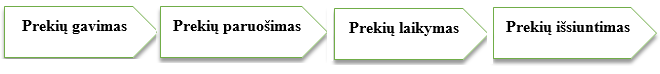 Prekių gavimas
Prekių paruošimas
Prekių laikymas
Prekių išsiuntimas